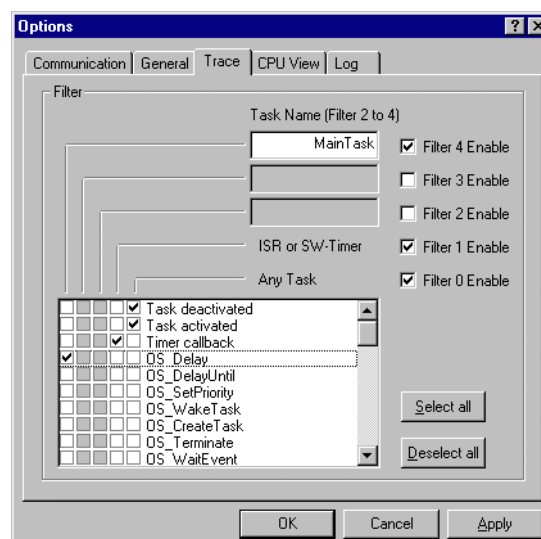 Options
Communication General Trace CPU View Log
Filter
Task Name (Filter 2 to 4)
MainTask Filter 4 Enable
Filter 3 Enable
Filter 2 Enable
ISR or SW-Timer Filter 1 Enable
Any Task Filter 0 Enable
Task deactivated
Task activated
Timer callback
OS_Delay
OS_DelayUntil
OS_SetPriority
OS_WakeTask
OS_CreateTask
OS_Terminate
OS_WaitEvent
Select all
Deselect all
OK Cancel Apply